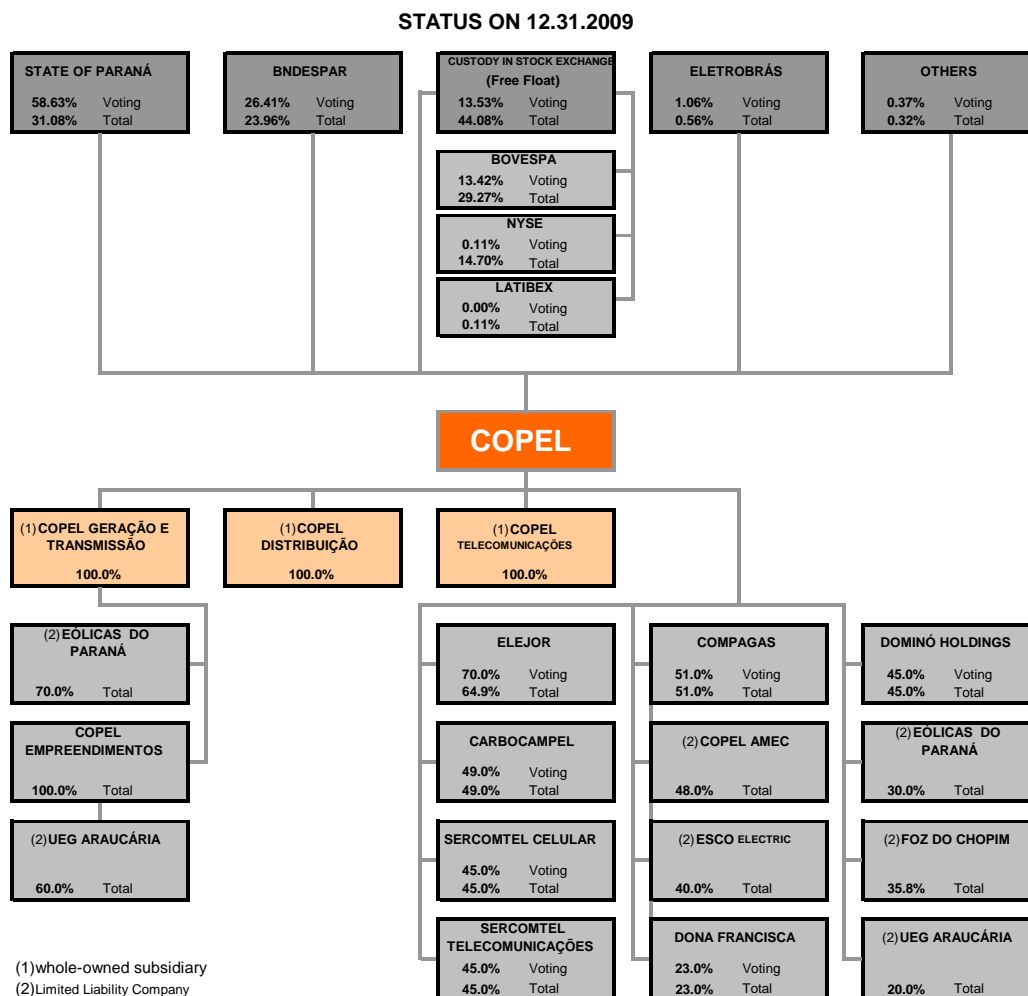 STATUS ON 12.31.2009
STATE OF PARANÁ
58.63% Voting
31.08% Total
BNDESPAR
26.41% Voting
23.96% Total
CUSTODY IN STOCK EXCHANGE
(Free Float)
13.53% Voting
44.08% Total
ELETROBRÁS
1.06% Voting
0.56% Total
OTHERS
0.37% Voting
0.32% Total
BOVESPA
13.42% Voting
29.27% Total
NYSE
0.11% Voting
14.70% Total
LATIBEX
0.00% Voting
0.11% Total
COPEL
(1)COPEL GERAÇÃO E
TRANSMISSÃO
100.0%
(1)COPEL
DISTRIBUIÇÃO
100.0%
(1)COPEL
TELECOMUNICAÇÕES
100.0%
(2)EÓLICAS DO
PARANÁ
70.0% Total
COPEL
EMPREENDIMENTOS
100.0% Total
(2)UEG ARAUCÁRIA
60.0% Total
ELEJOR
70.0% Voting
64.9% Total
COMPAGAS
51.0% Voting
51.0% Total
DOMINÓ HOLDINGS
45.0% Voting
45.0% Total
CARBOCAMPEL
49.0% Voting
49.0% Total
(2)COPEL AMEC
48.0% Total
(2)EÓLICAS DO
PARANÁ
30.0% Total
SERCOMTEL CELULAR
45.0% Voting
45.0% Total
(2)ESCO ELECTRIC
40.0% Total
(2)FOZ DO CHOPIM
35.8% Total
SERCOMTEL
TELECOMUNICAÇÕES
45.0% Voting
45.0% Total
DONA FRANCISCA
23.0% Voting
23.0% Total
(2)UEG ARAUCÁRIA
20.0% Total
(1)whole-owned subsidiary
(2)Limited Liability Company